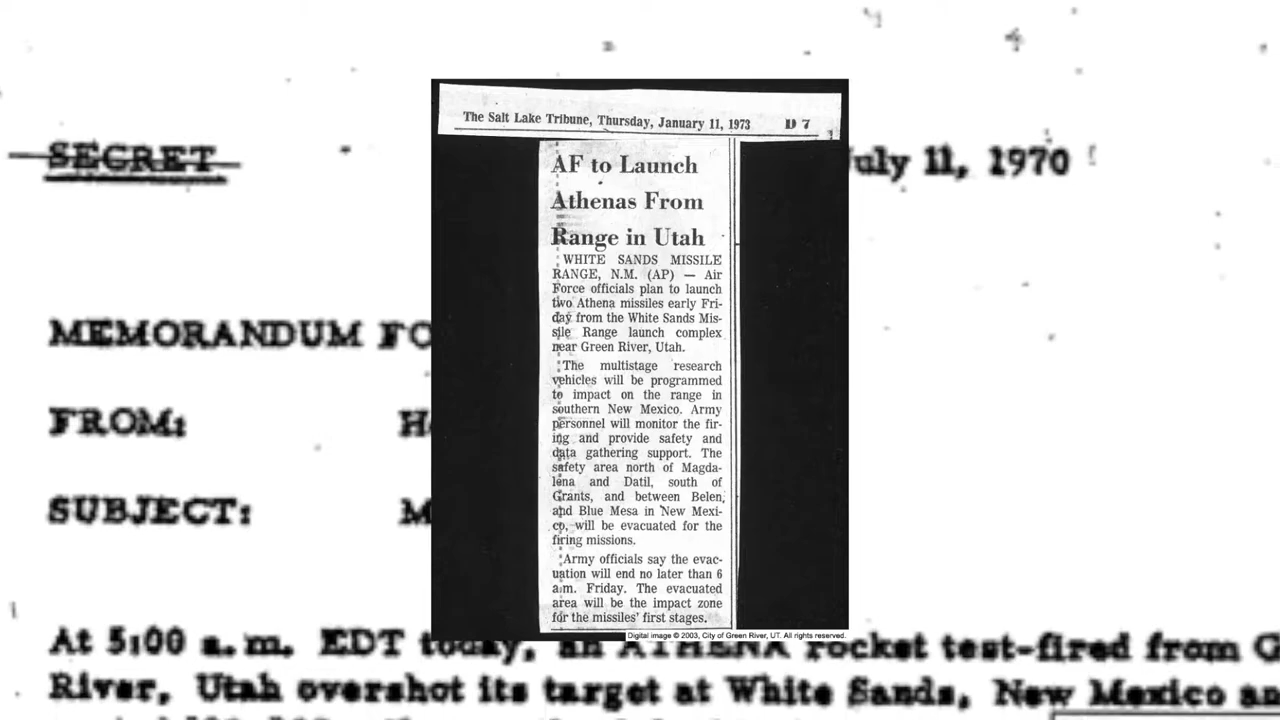 SECRET
uly 11, 1970
MEMORANDUM FO
FROM:
H
SUBJECT:
M
At 5:00 a.m. EDT today, an ATHENA rocket test-fired from G
River, Utah overshot its target at White Sands, New Mexico an
The Salt Lake Tribune, Thursday, January 11, 1973 D 7
AF to Launch
Athenas From
Range in Utah
WHITE SANDS MISSILE
RANGE, N.M. (AP) — Air
Force officials plan to launch
two Athena missiles early Fri-
day from the White Sands Mis-
sile Range launch complex
near Green River, Utah.
The multistage research
vehicles will be programmed
to impact on the range in
southern New Mexico. Army
personnel will monitor the fir-
ing and provide safety and
data gathering support. The
safety area north of Magda-
lena and Datil, south of
Grants, and between Belen,
and Blue Mesa in New Mexi-
co, will be evacuated for the
firing missions.
Army officials say the evac-
uation will end no later than 6
a.m. Friday. The evacuated
area will be the impact zone
for the missiles' first stages.
Digital image © 2003, City of Green River, UT. All rights reserved.